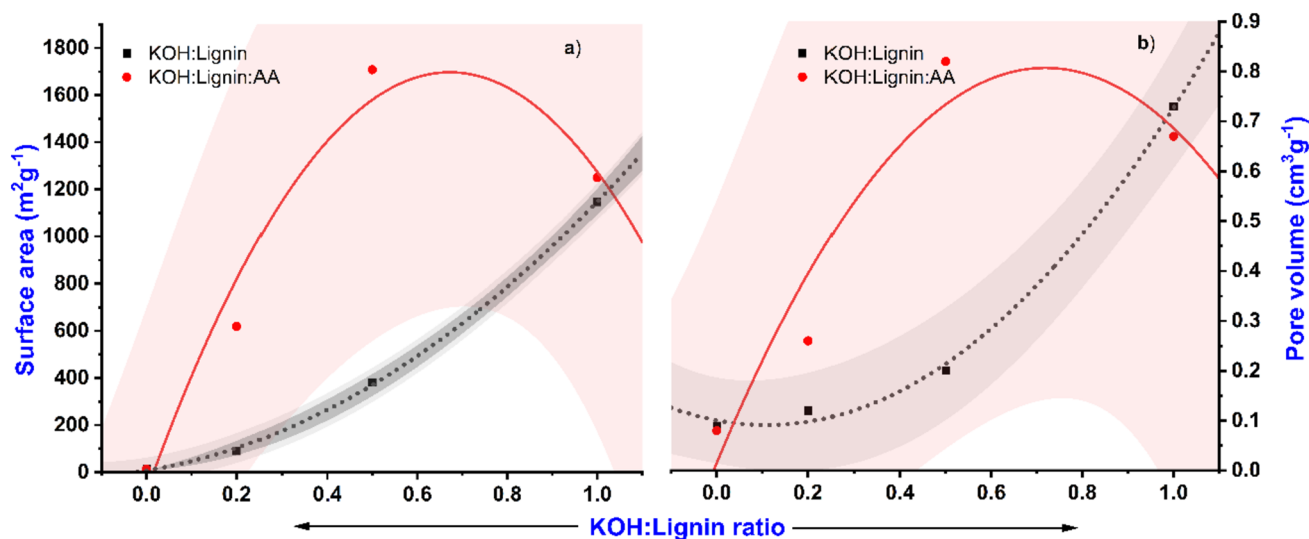 1800
1600
1400
1200
1000
800
600
400
200
0
Surface area (m²g⁻¹)
KOH:Lignin
KOH:Lignin:AA
a)
0.0 0.2 0.4 0.6 0.8 1.0
KOH:Lignin
KOH:Lignin:AA
b)
0.0 0.2 0.4 0.6 0.8 1.0
0.9
0.8
0.7
0.6
0.5
0.4
0.3
0.2
0.1
0.0
Pore volume (cm³g⁻¹)
KOH:Lignin ratio